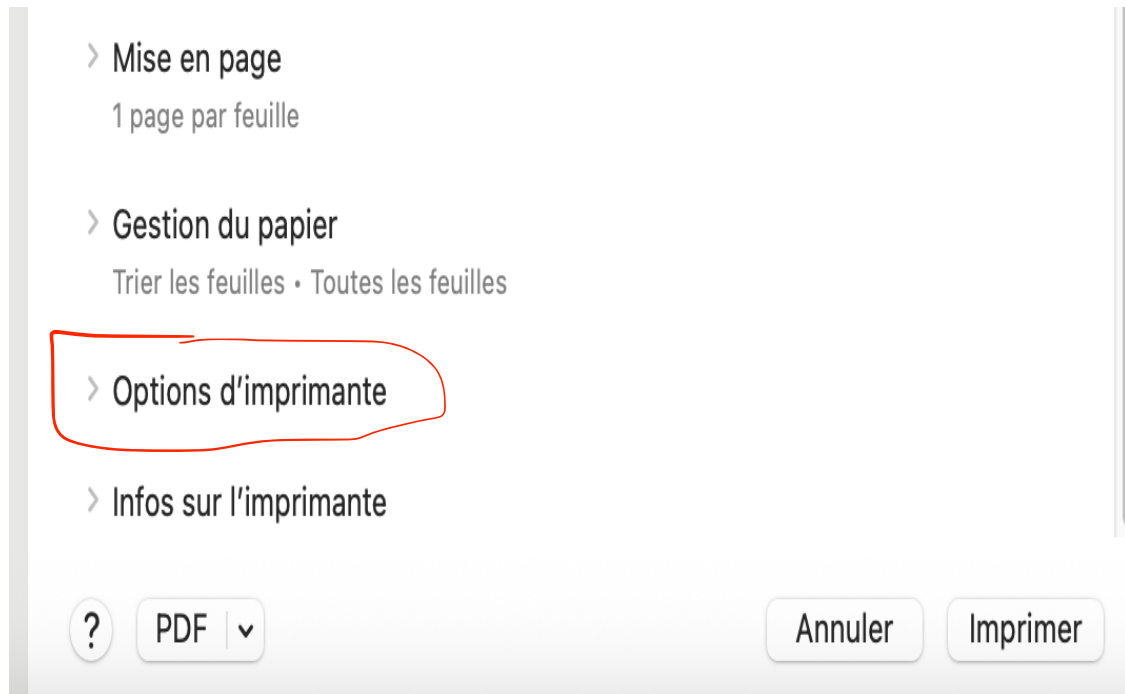 Mise en page
1 page par feuille
Gestion du papier
Trier les feuilles • Toutes les feuilles
Options d’imprimante
Infos sur l’imprimante
? PDF Annuler Imprimer